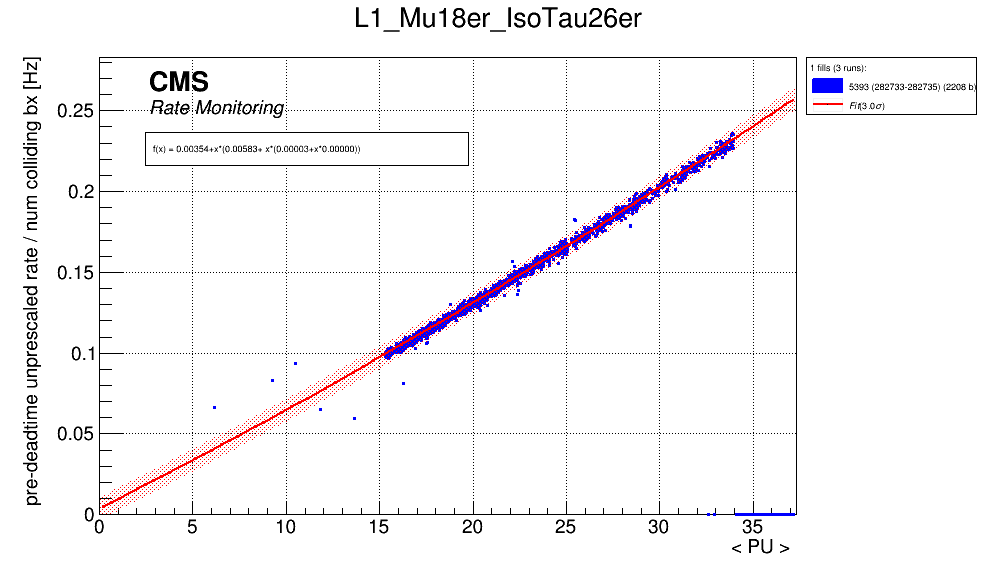 L1_Mu18er_IsoTau26er
pre-deadtime unprescaled rate / num colliding bx [Hz]
CMS
Rate Monitoring
f(x) = 0.00354+x*(0.00583+ x*(0.00003+x*0.00000))
1 fills (3 runs):
5393 (282733-282735) (2208 b)
Fit(3.0σ)
0.25
0.2
0.15
0.1
0.05
0
0 5 10 15 20 25 30 35
< PU >